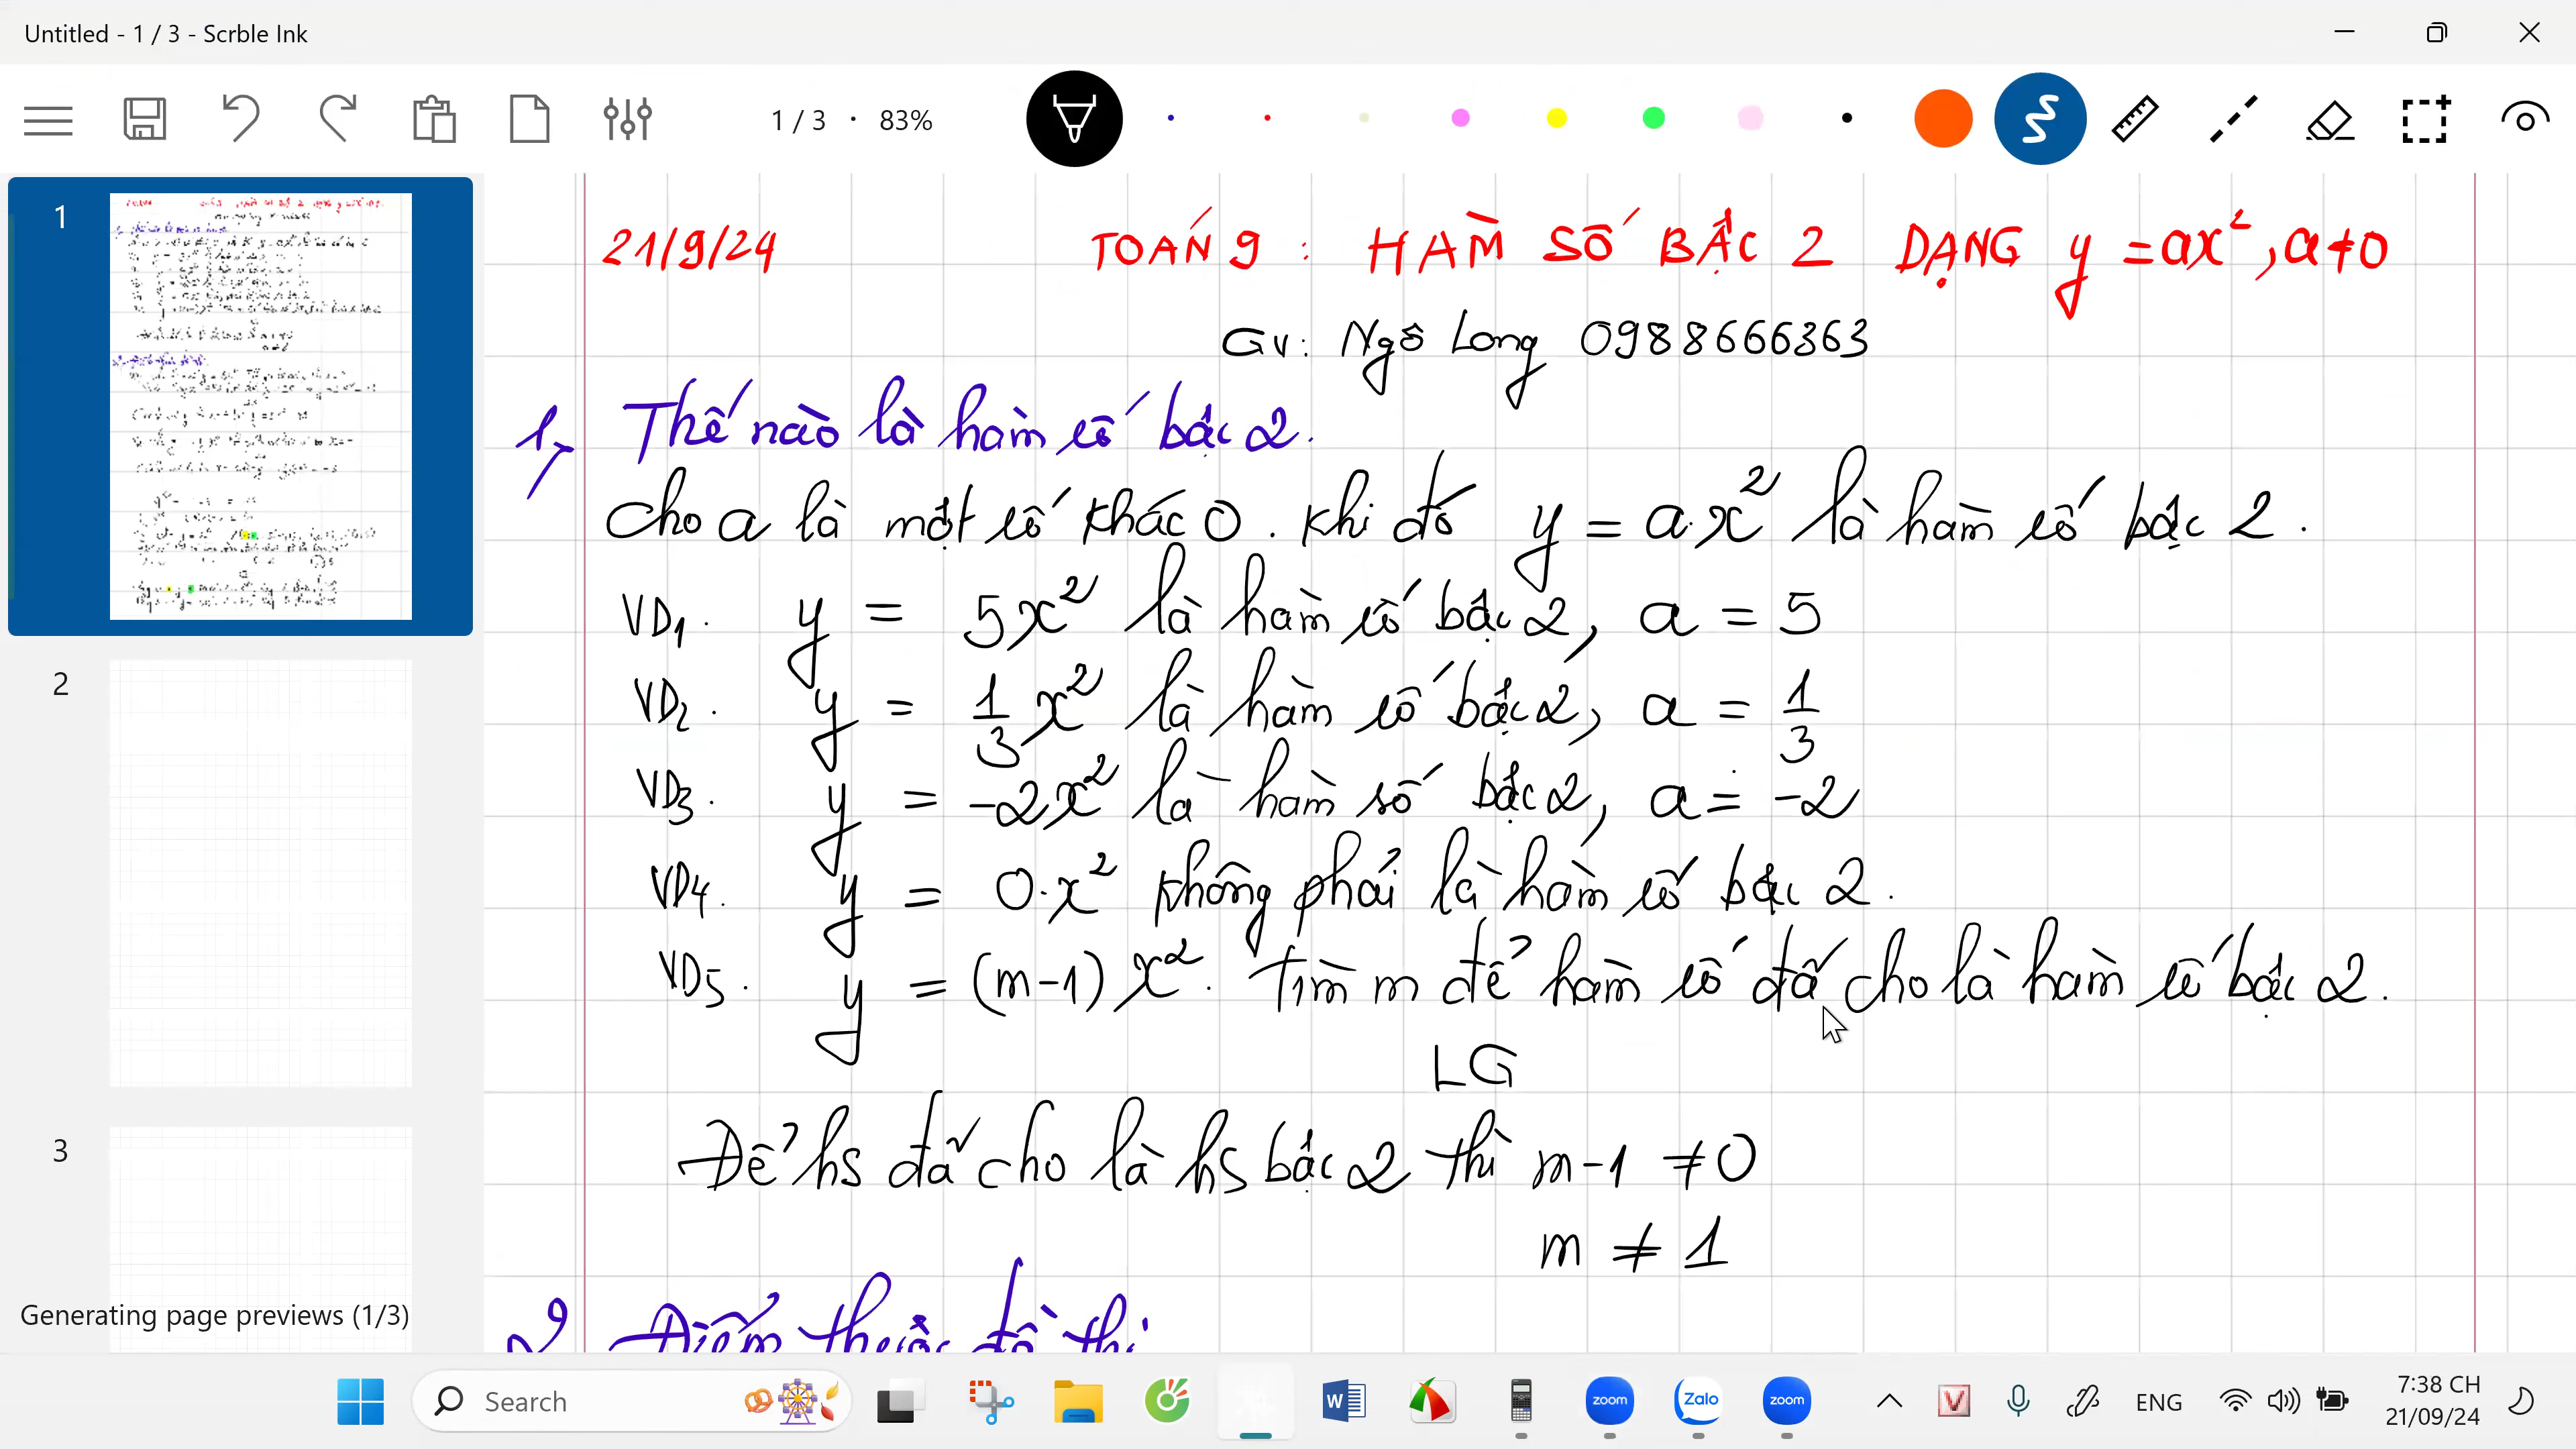 Untitled - 1 / 3 - Scrble Ink
1 / 3 · 83%
1
2
3
Generating page previews (1/3)
21/9/24 TOÁN 9 : HÀM SỐ BẬC 2 DẠNG y = ax², a≠0
GV: Ngô Long 0988666363
1, Thế nào là hàm số bậc 2.
Cho a là một số khác 0. Khi đó y = a.x² là hàm số bậc 2.
VD1. y = 5x² là hàm số bậc 2, a = 5
VD2. y = 1/3 x² là hàm số bậc 2, a = 1/3
VD3. y = -2x² là hàm số bậc 2, a = -2
VD4. y = 0.x² không phải là hàm số bậc 2.
VD5. y = (m-1) x². Tìm m để hàm số đã cho là hàm số bậc 2.
LG
Để hs đã cho là hs bậc 2 thì m-1 ≠ 0
m ≠ 1
2, Điểm thuộc đồ thị
Search
zoom
Zalo
zoom
ENG
7:38 CH
21/09/24